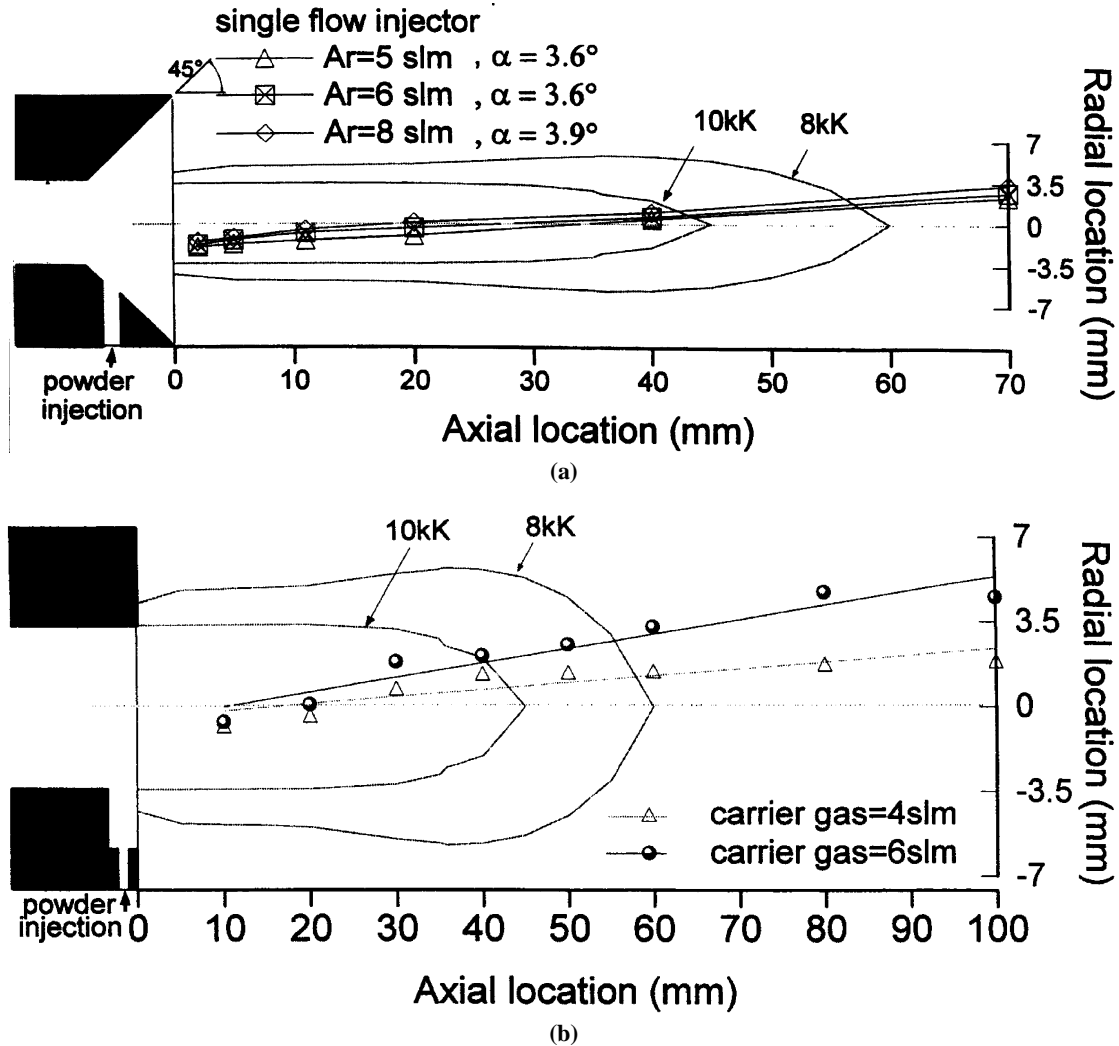 single flow injector
Ar=5 slm , α = 3.6°
Ar=6 slm , α = 3.6°
Ar=8 slm , α = 3.9°
45°
10kK
8kK
7
3.5
0
-3.5
-7
Radial location (mm)
powder
injection
0 10 20 30 40 50 60 70
Axial location (mm)
(a)
10kK
8kK
7
3.5
0
-3.5
-7
Radial location (mm)
carrier gas=4slm
carrier gas=6slm
powder
injection
0 10 20 30 40 50 60 70 80 90 100
Axial location (mm)
(b)